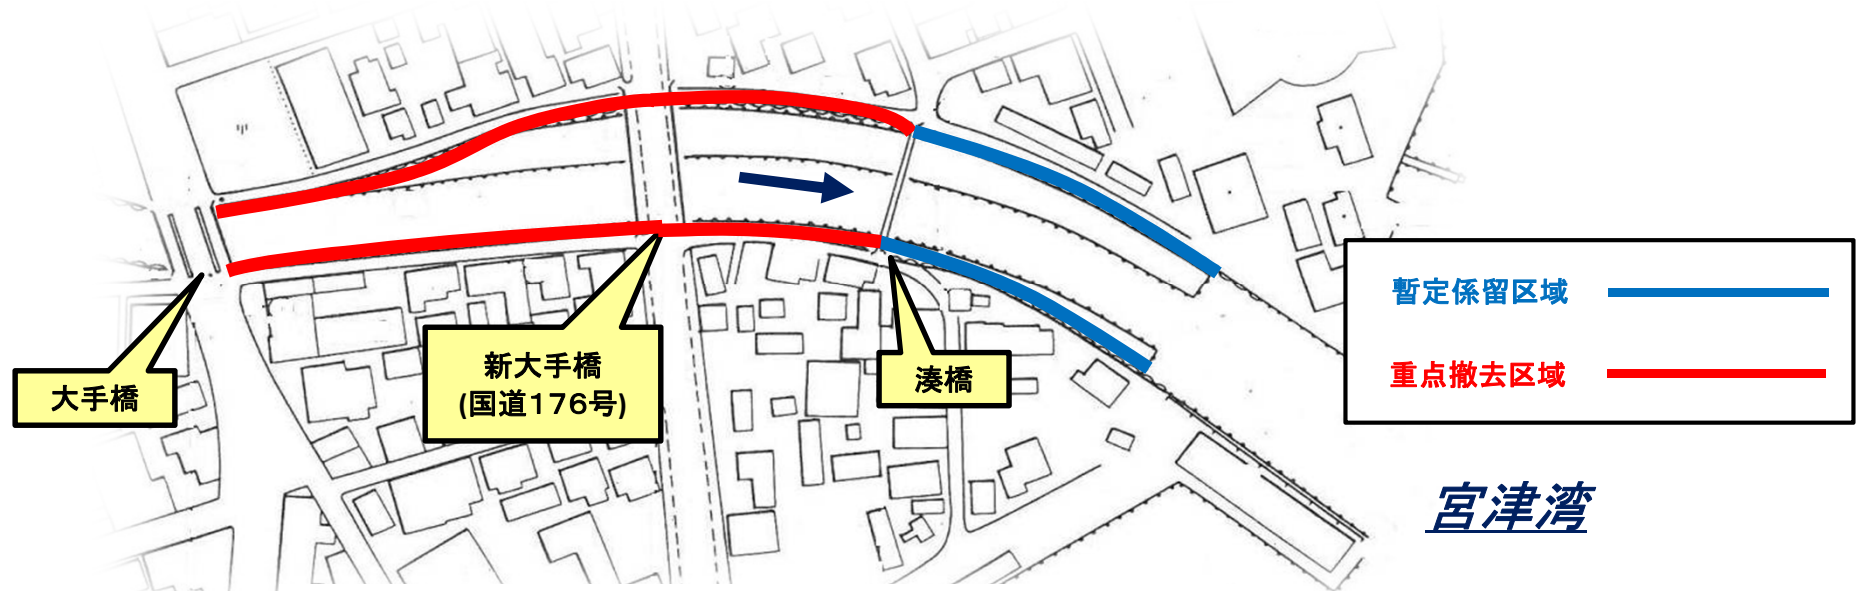 大手橋
新大手橋
(国道176号)
湊橋
暫定係留区域
重点撤去区域
宮津湾